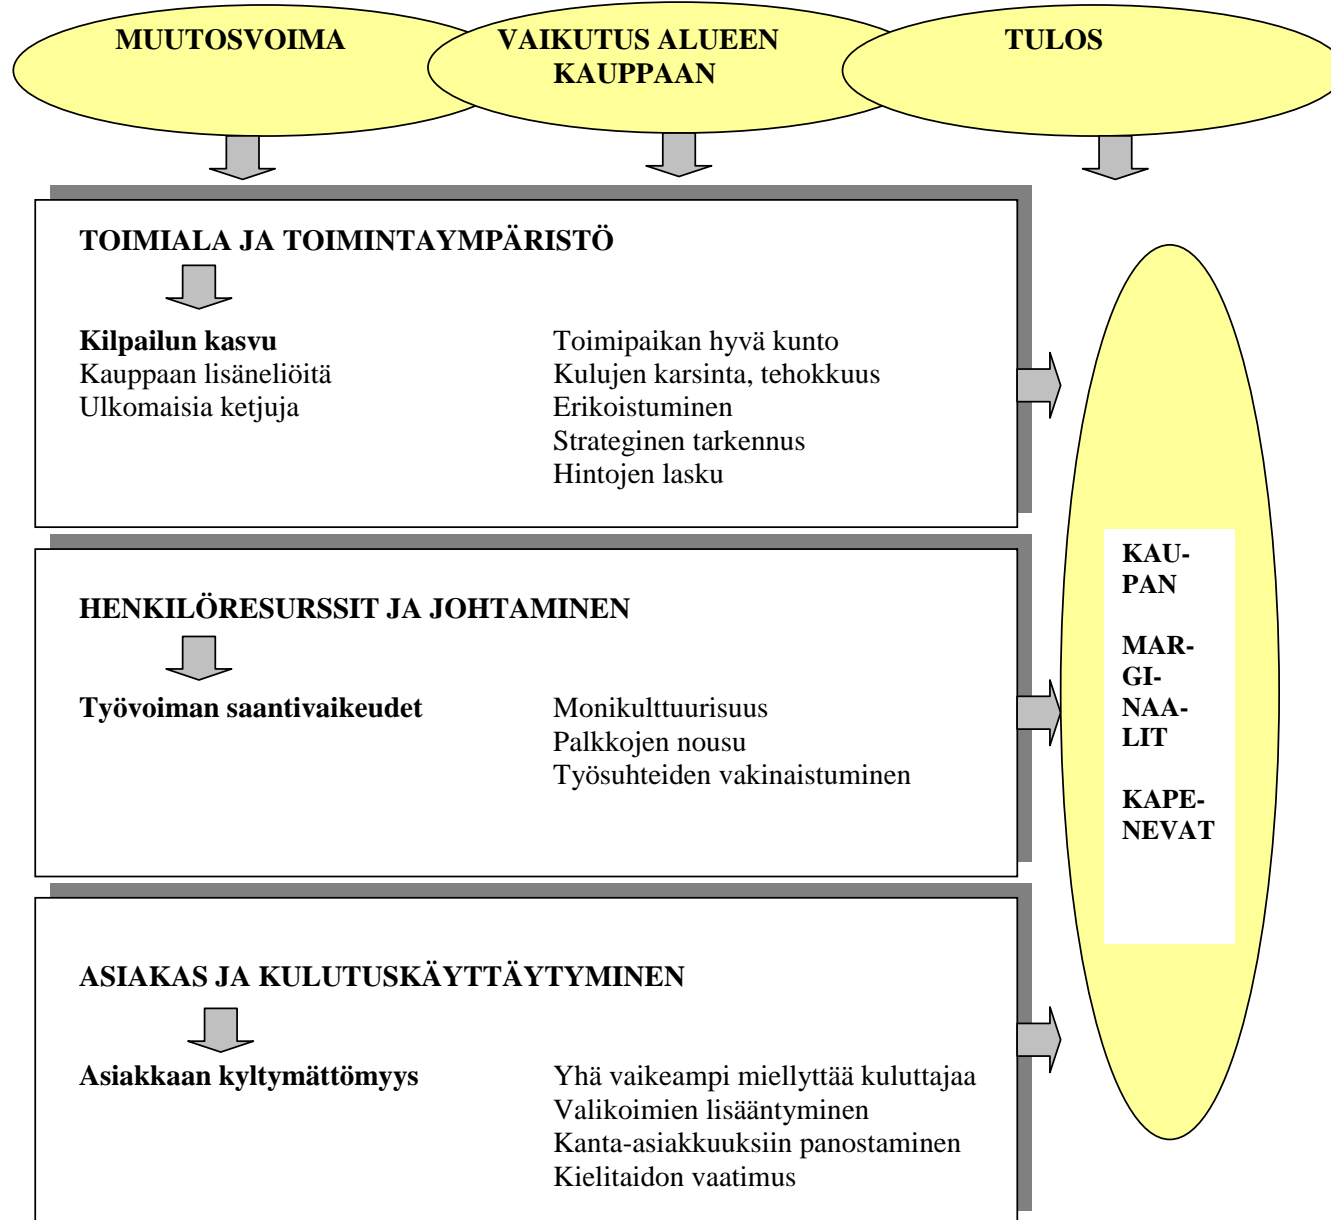 MUUTOSVOIMA
VAIKUTUS ALUEEN
KAUPPAAN
TULOS
TOIMIALA JA TOIMINTAYMPÄRISTÖ
Kilpailun kasvu
Kauppaan lisäneliöitä
Ulkomaisia ketjuja
Toimipaikan hyvä kunto
Kulujen karsinta, tehokkuus
Erikoistuminen
Strateginen tarkennus
Hintojen lasku
HENKILÖRESURSSIT JA JOHTAMINEN
Työvoiman saantivaikeudet
Monikulttuurisuus
Palkkojen nousu
Työsuhteiden vakinaistuminen
ASIAKAS JA KULUTUSKÄYTTÄYTYMINEN
Asiakkaan kyltymättömyys
Yhä vaikeampi miellyttää kuluttajaa
Valikoimien lisääntyminen
Kanta-asiakkuuksiin panostaminen
Kielitaidon vaatimus
KAU-
PAN
MAR-
GI-
NAA-
LIT
KAPE-
NEVAT